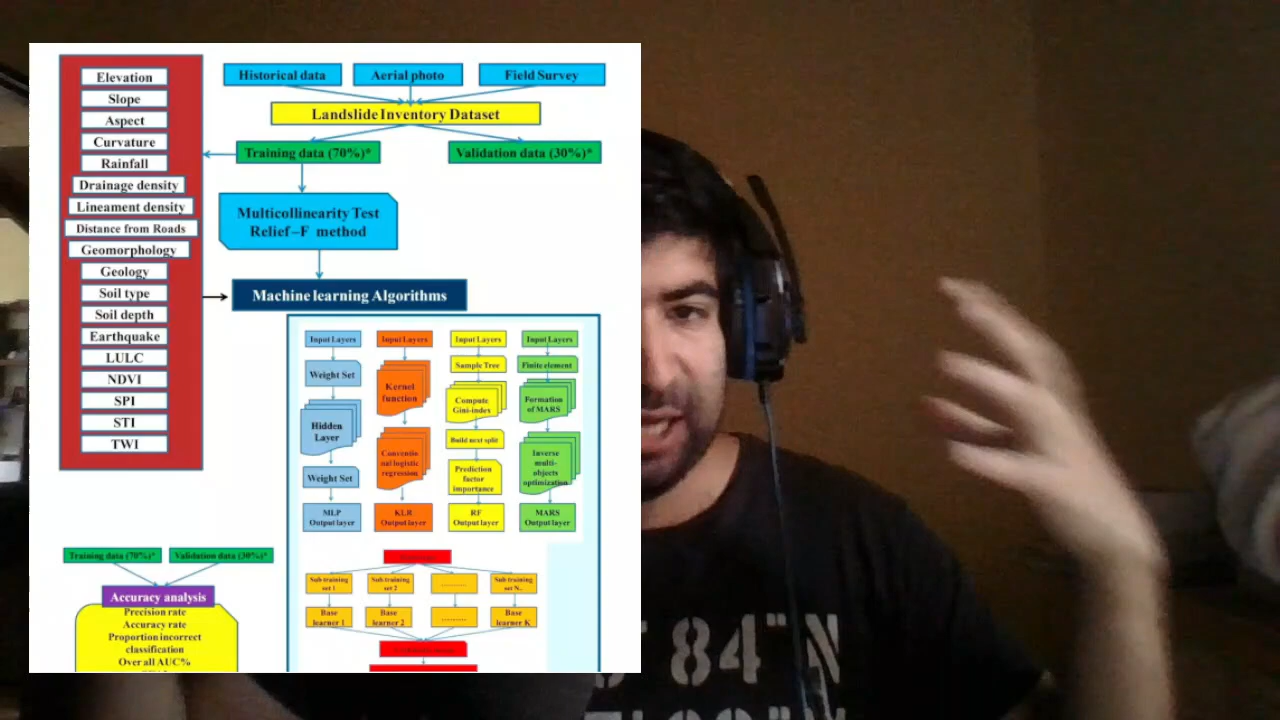 Elevation
Slope
Aspect
Curvature
Rainfall
Drainage density
Lineament density
Distance from Roads
Geomorphology
Geology
Soil type
Soil depth
Earthquake
LULC
NDVI
SPI
STI
TWI
Historical data
Aerial photo
Field Survey
Landslide Inventory Dataset
Training data (70%)*
Validation data (30%)*
Multicollinearity Test
Relief–F method
Machine learning Algorithms
Input Layers
Weight Set
Hidden
Layer
Weight Set
MLP
Output layer
Input Layers
Kernel
function
Conventio
nal logistic
regression
KLR
Output layer
Input Layers
Sample Tree
Compute
Gini-index
Build next split
Prediction
factor
importance
RF
Output layer
Input Layers
Finite element
Formation
of MARS
Inverse
multi-
objects
optimization
MARS
Output layer
Sub training
set 1
Sub training
set 2
...........
Sub training
set N..
Base
learner 1
Base
learner 2
.........
Base
learner K
Training data (70%)*
Validation data (30%)*
Accuracy analysis
Precision rate
Accuracy rate
Proportion incorrect
classification
Over all AUC%
84"N